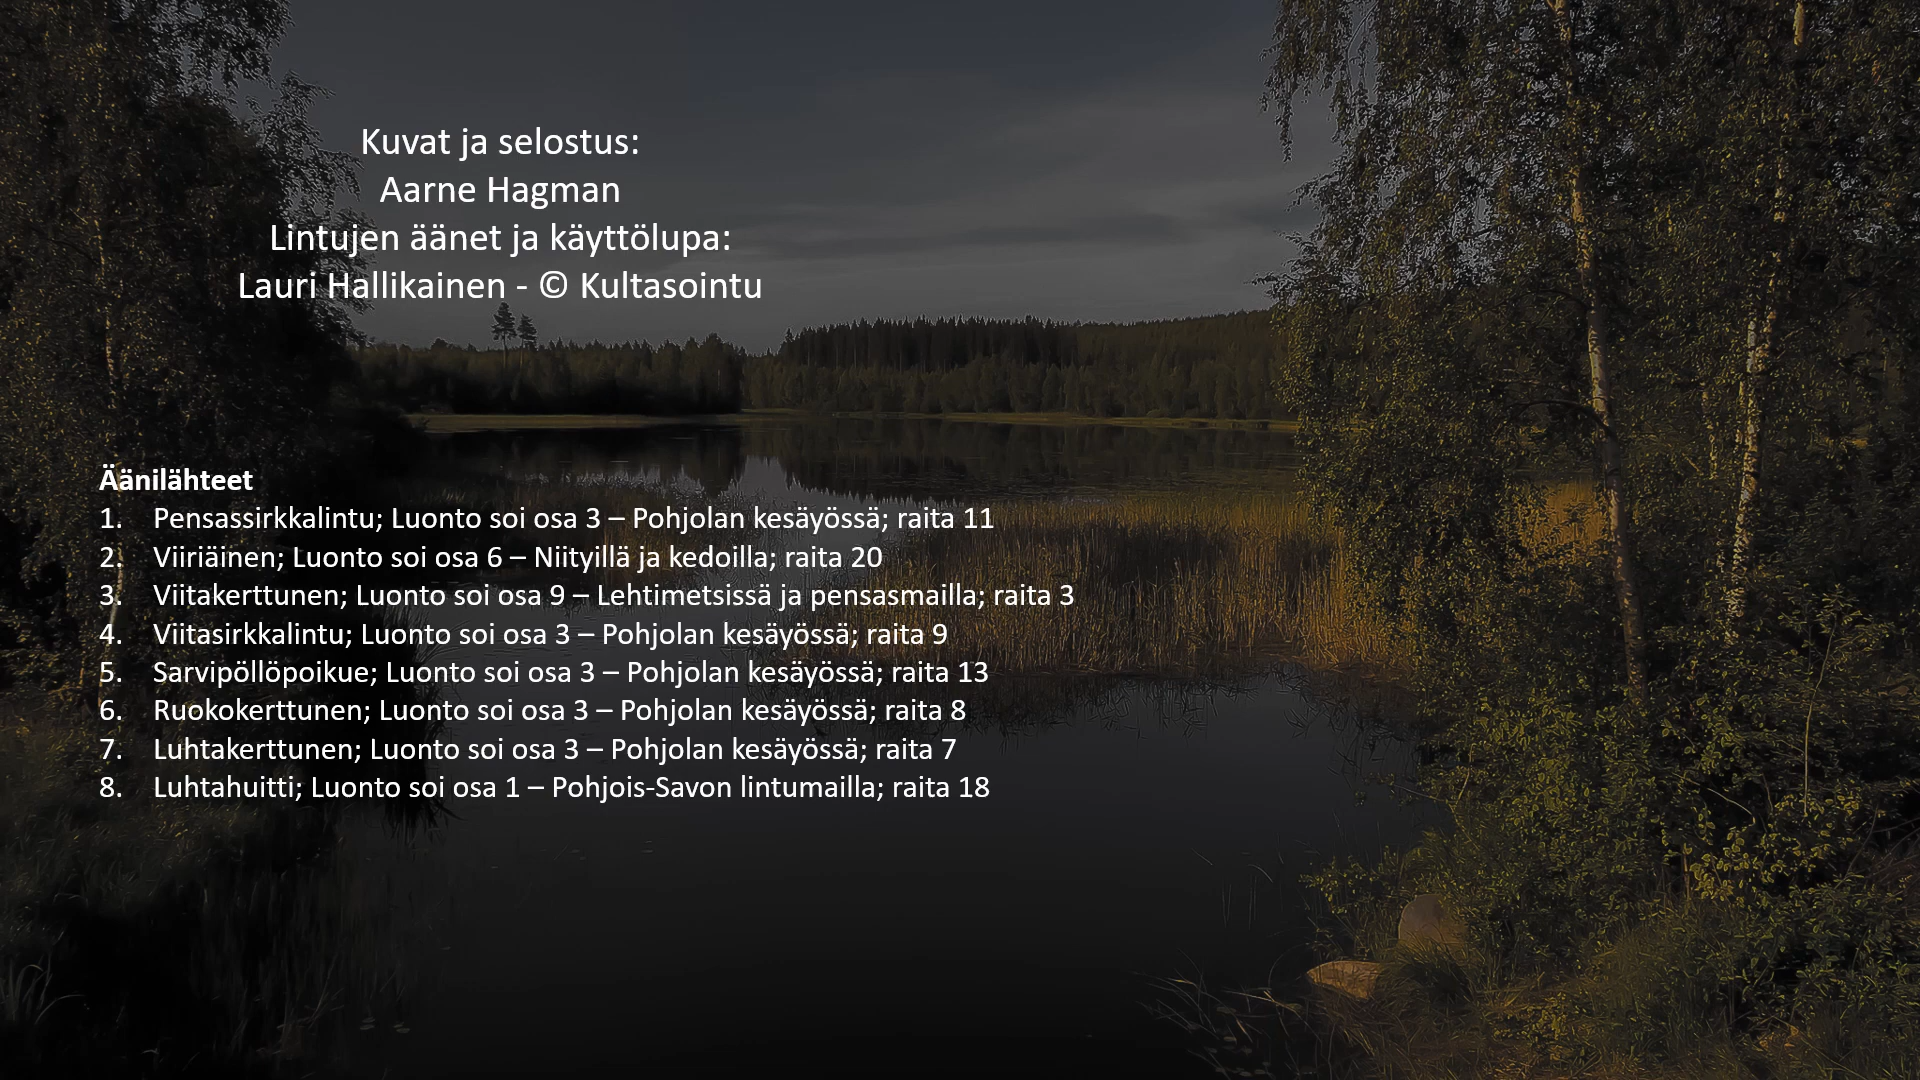 Kuvat ja selostus:
Aarne Hagman
Lintujen äänet ja käyttölupa:
Lauri Hallikainen - © Kultasointu
Äänilähteet
1. Pensassirkkalintu; Luonto soi osa 3 – Pohjolan kesäyössä; raita 11
2. Viiriäinen; Luonto soi osa 6 – Niityillä ja kedoilla; raita 20
3. Viitakerttunen; Luonto soi osa 9 – Lehtimetsissä ja pensasmailla; raita 3
4. Viitasirkkalintu; Luonto soi osa 3 – Pohjolan kesäyössä; raita 9
5. Sarvipöllöpoikue; Luonto soi osa 3 – Pohjolan kesäyössä; raita 13
6. Ruokokerttunen; Luonto soi osa 3 – Pohjolan kesäyössä; raita 8
7. Luhtakerttunen; Luonto soi osa 3 – Pohjolan kesäyössä; raita 7
8. Luhtahuitti; Luonto soi osa 1 – Pohjois-Savon lintumailla; raita 18